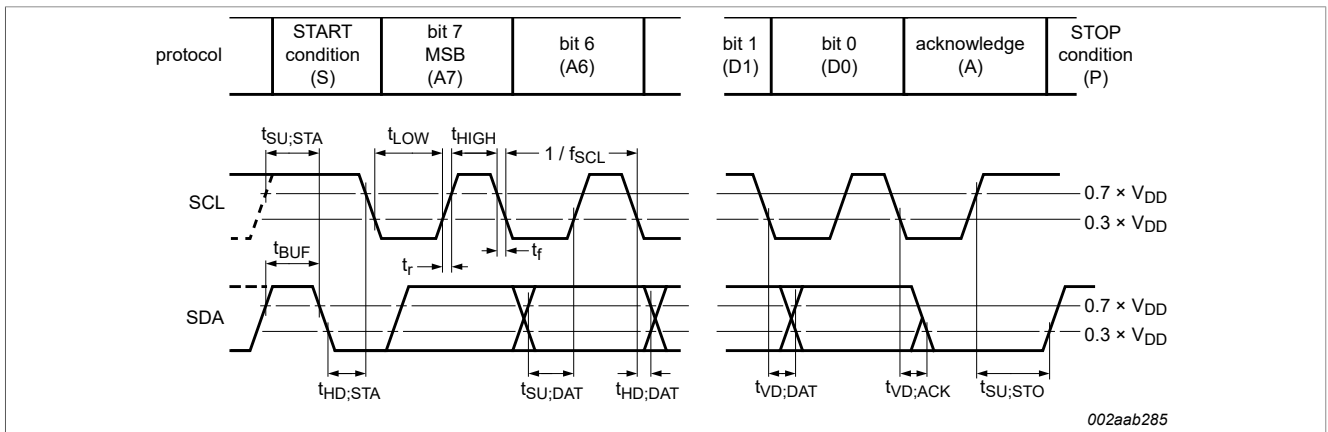 protocol
START
condition
(S)
bit 7
MSB
(A7)
bit 6
(A6)
bit 1
(D1)
bit 0
(D0)
acknowledge
(A)
STOP
condition
(P)
tSU;STA
tLOW
tHIGH
1 / fSCL
SCL
0.7 × VDD
0.3 × VDD
tBUF
tr
tf
SDA
0.7 × VDD
0.3 × VDD
tHD;STA
tSU;DAT
tHD;DAT
tVD;DAT
tVD;ACK
tSU;STO
002aab285